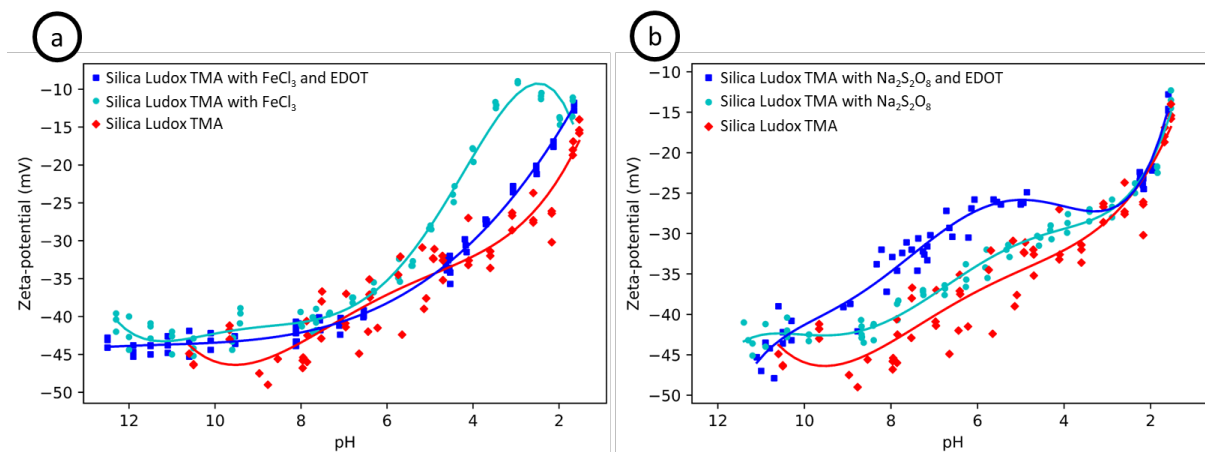 a
Silica Ludox TMA with FeCl₃ and EDOT
Silica Ludox TMA with FeCl₃
Silica Ludox TMA
Zeta-potential (mV)
−10
−15
−20
−25
−30
−35
−40
−45
−50
12
10
8
6
4
2
pH
b
Silica Ludox TMA with Na₂S₂O₈ and EDOT
Silica Ludox TMA with Na₂S₂O₈
Silica Ludox TMA
Zeta-potential (mV)
−10
−15
−20
−25
−30
−35
−40
−45
−50
12
10
8
6
4
2
pH